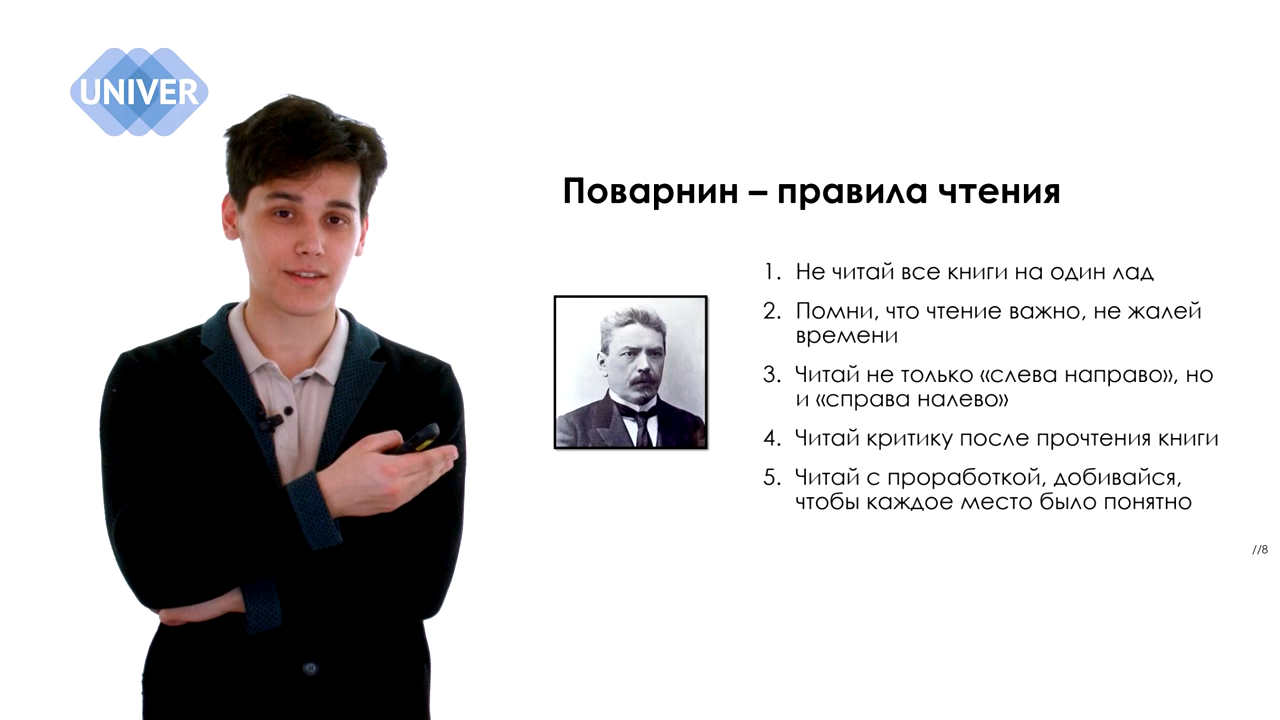 UNIVER
Поварнин – правила чтения
1. Не читай все книги на один лад
2. Помни, что чтение важно, не жалей
времени
3. Читай не только «слева направо», но
и «справа налево»
4. Читай критику после прочтения книги
5. Читай с проработкой, добивайся,
чтобы каждое место было понятно
//8